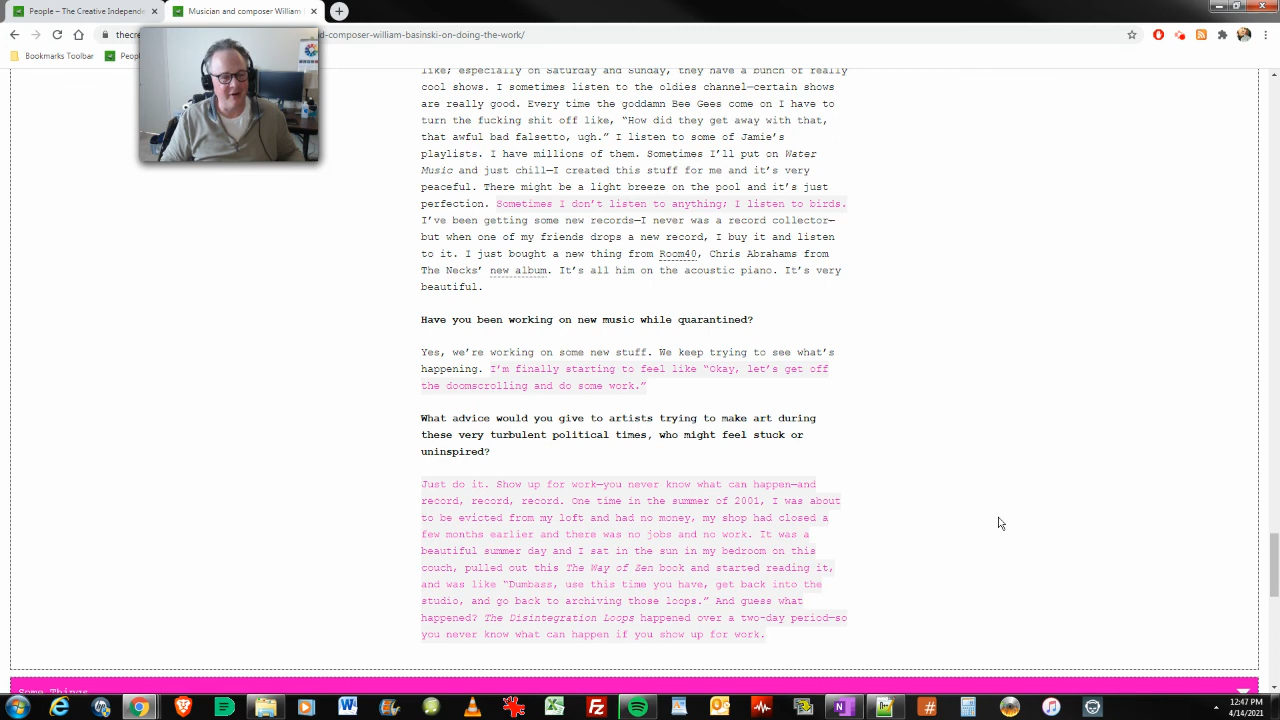 People – The Creative Independ
Musician and composer William
thecre
d-composer-william-basinski-on-doing-the-work/
Bookmarks Toolbar
Peop
like; especially on Saturday and Sunday, they have a bunch of really
cool shows. I sometimes listen to the oldies channel—certain shows
are really good. Every time the goddamn Bee Gees come on I have to
turn the fucking shit off like, “How did they get away with that,
that awful bad falsetto, ugh.” I listen to some of Jamie’s
playlists. I have millions of them. Sometimes I’ll put on Water
Music and just chill—I created this stuff for me and it’s very
peaceful. There might be a light breeze on the pool and it’s just
perfection. Sometimes I don’t listen to anything; I listen to birds.
I’ve been getting some new records—I never was a record collector—
but when one of my friends drops a new record, I buy it and listen
to it. I just bought a new thing from Room40, Chris Abrahams from
The Necks’ new album. It’s all him on the acoustic piano. It’s very
beautiful.
Have you been working on new music while quarantined?
Yes, we’re working on some new stuff. We keep trying to see what’s
happening. I’m finally starting to feel like “Okay, let’s get off
the doomscrolling and do some work.”
What advice would you give to artists trying to make art during
these very turbulent political times, who might feel stuck or
uninspired?
Just do it. Show up for work—you never know what can happen—and
record, record, record. One time in the summer of 2001, I was about
to be evicted from my loft and had no money, my shop had closed a
few months earlier and there was no jobs and no work. It was a
beautiful summer day and I sat in the sun in my bedroom on this
couch, pulled out this The Way of Zen book and started reading it,
and was like “Dumbass, use this time you have, get back into the
studio, and go back to archiving those loops.” And guess what
happened? The Disintegration Loops happened over a two-day period—so
you never know what can happen if you show up for work.
Some Things
12:47 PM
4/14/2021